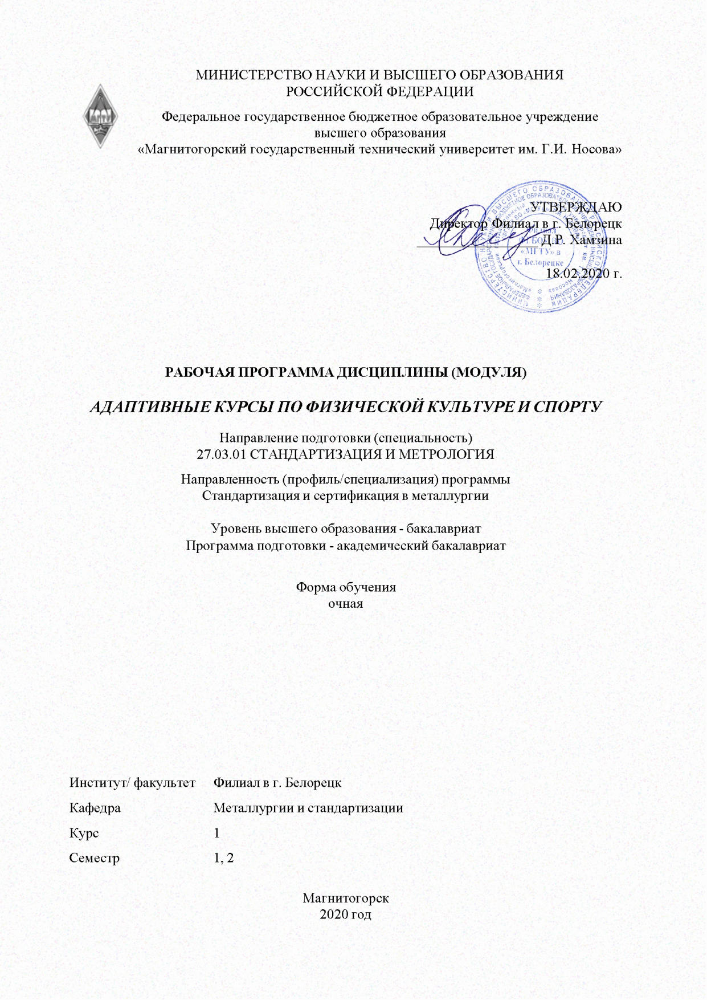 МИНИСТЕРСТВО НАУКИ И ВЫСШЕГО ОБРАЗОВАНИЯ
РОССИЙСКОЙ ФЕДЕРАЦИИ
МГТУ
Федеральное государственное бюджетное образовательное учреждение
высшего образования
«Магнитогорский государственный технический университет им. Г.И. Носова»
УТВЕРЖДАЮ
Директор Филиал в г. Белорецк
Д.Р. Хамзина
«МГТУ» в
г. Белорецке
18.02.2020 г.
РАБОЧАЯ ПРОГРАММА ДИСЦИПЛИНЫ (МОДУЛЯ)
АДАПТИВНЫЕ КУРСЫ ПО ФИЗИЧЕСКОЙ КУЛЬТУРЕ И СПОРТУ
Направление подготовки (специальность)
27.03.01 СТАНДАРТИЗАЦИЯ И МЕТРОЛОГИЯ
Направленность (профиль/специализация) программы
Стандартизация и сертификация в металлургии
Уровень высшего образования - бакалавриат
Программа подготовки - академический бакалавриат
Форма обучения
очная
Институт/ факультет Филиал в г. Белорецк
Кафедра Металлургии и стандартизации
Курс 1
Семестр 1, 2
Магнитогорск
2020 год